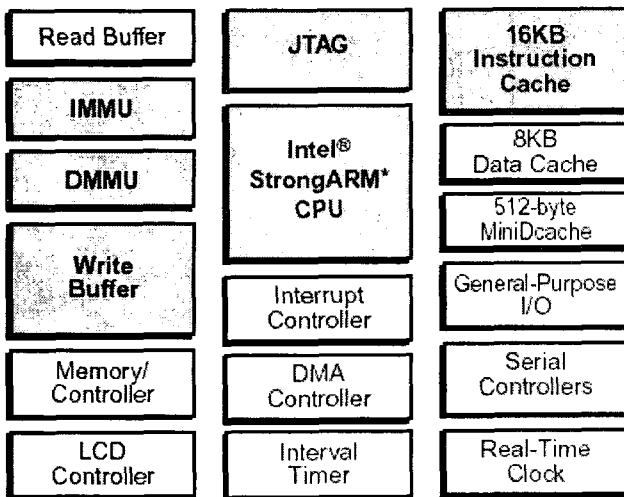 Read Buffer
IMMU
DMMU
Write
Buffer
Memory/
Controller
LCD
Controller
JTAG
Intel®
StrongARM*
CPU
Interrupt
Controller
DMA
Controller
Interval
Timer
16KB
Instruction
Cache
8KB
Data Cache
512-byte
MiniDcache
General-Purpose
I/O
Serial
Controllers
Real-Time
Clock